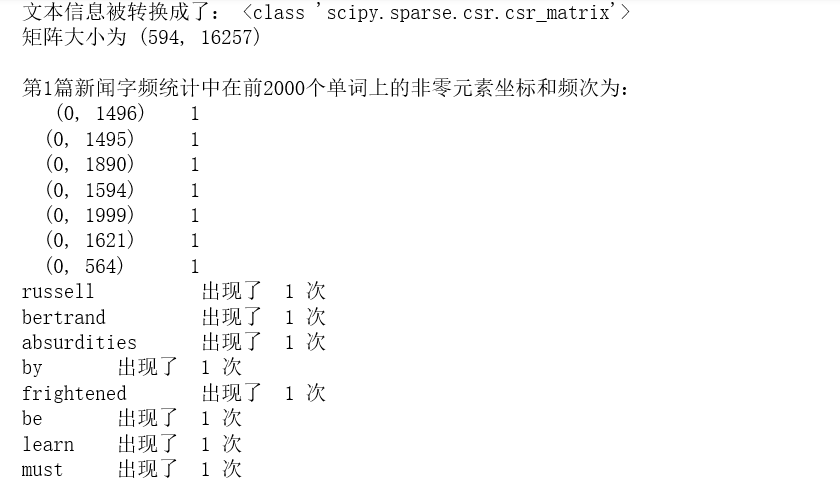 文本信息被转换成了： <class 'scipy.sparse.csr.csr_matrix'>
矩阵大小为 (594, 16257)
第1篇新闻字频统计中在前2000个单词上的非零元素坐标和频次为：
(0, 1496) 1
(0, 1495) 1
(0, 1890) 1
(0, 1594) 1
(0, 1999) 1
(0, 1621) 1
(0, 564) 1
russell 出现了 1 次
bertrand 出现了 1 次
absurdities 出现了 1 次
by 出现了 1 次
frightened 出现了 1 次
be 出现了 1 次
learn 出现了 1 次
must 出现了 1 次